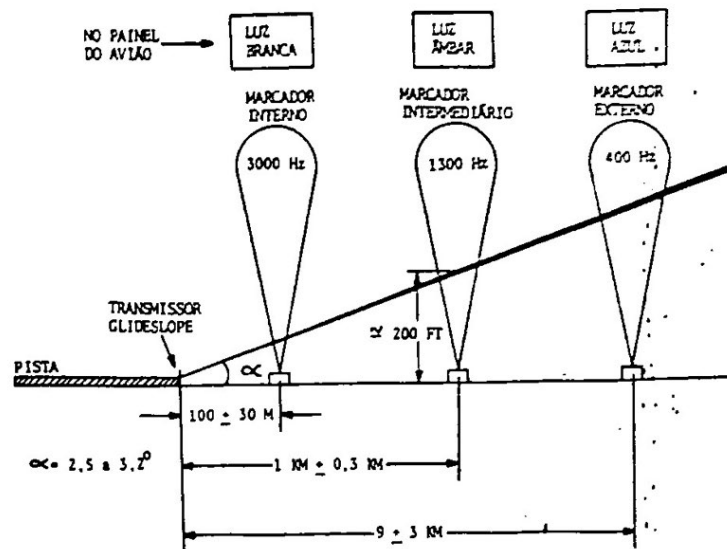 NO PAINEL
DO AVIÃO
LUZ
BRANCA
LUZ
ÂMBAR
LUZ
AZUL
MARCADOR
INTERNO
MARCADOR
INTERMEDIÁRIO
MARCADOR
EXTERNO
3000 Hz
1300 Hz
400 Hz
TRANSMISSOR
GLIDESLOPE
≃ 200 FT
PISTA
∝
100 ± 30 M
∝= 2,5 a 3,2º
1 KM ± 0,3 KM
9 ± 3 KM